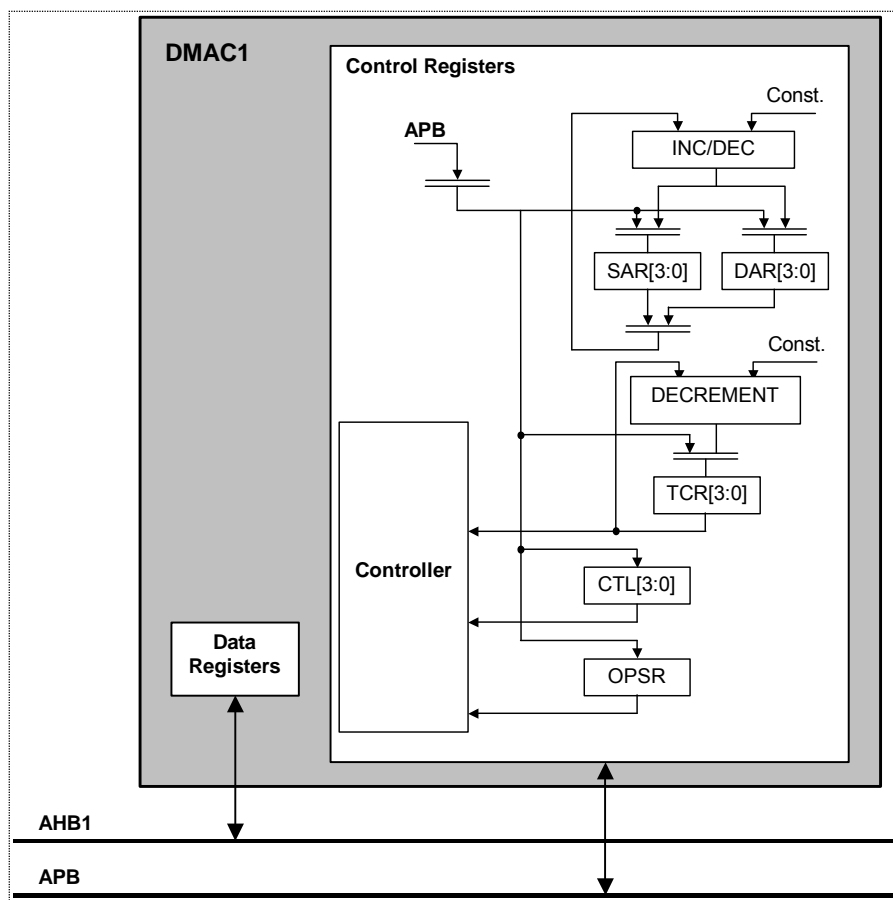 DMAC1
Control Registers
Const.
APB
INC/DEC
SAR[3:0]
DAR[3:0]
Const.
DECREMENT
TCR[3:0]
Controller
CTL[3:0]
Data
Registers
OPSR
AHB1
APB